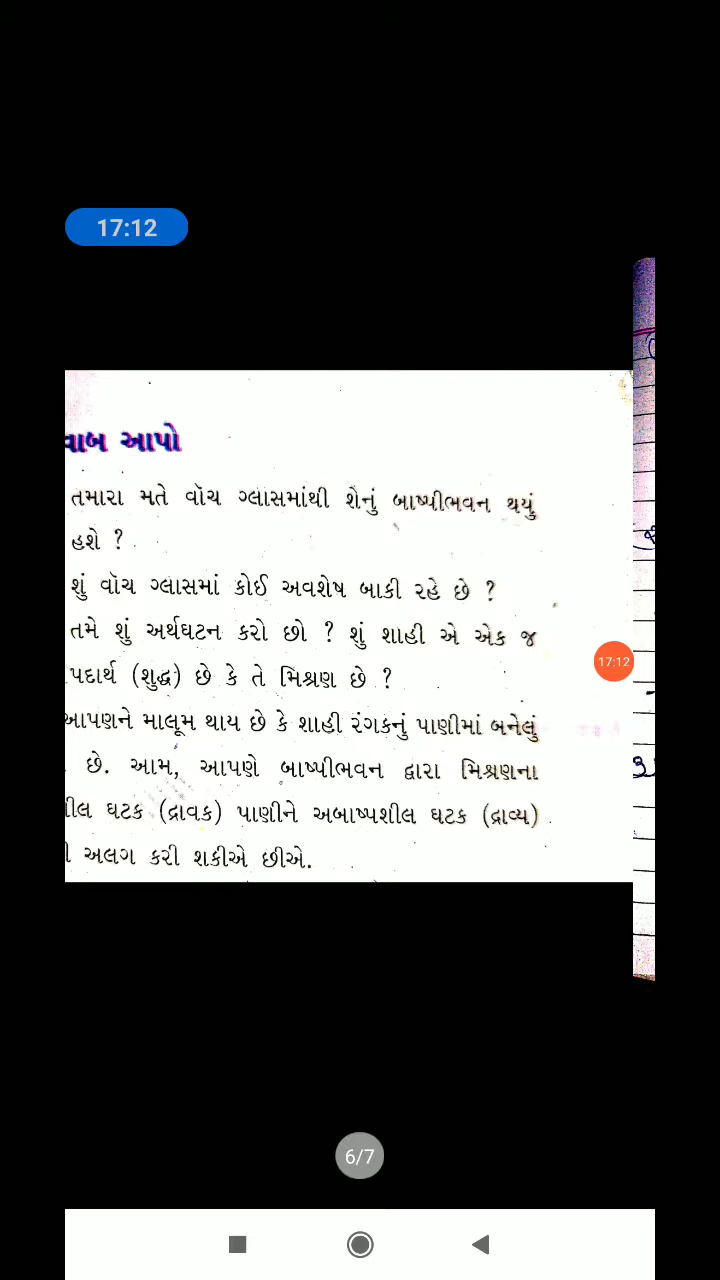 17:12
જવાબ આપો
તમારા મતે વૉચ ગ્લાસમાંથી શેનું બાષ્પીભવન થયું
હશે ?
શું વૉચ ગ્લાસમાં કોઈ અવશેષ બાકી રહે છે ?
તમે શું અર્થઘટન કરો છો ? શું શાહી એ એક જ
17:12
પદાર્થ (શુદ્ધ) છે કે તે મિશ્રણ છે ?
આપણને માલૂમ થાય છે કે શાહી રંગકનું પાણીમાં બનેલું
છે. આમ, આપણે બાષ્પીભવન દ્વારા મિશ્રણના
ઘટક (દ્રાવક) પાણીને અબાષ્પશીલ ઘટક (દ્રાવ્ય)
અલગ કરી શકીએ છીએ.
6/7